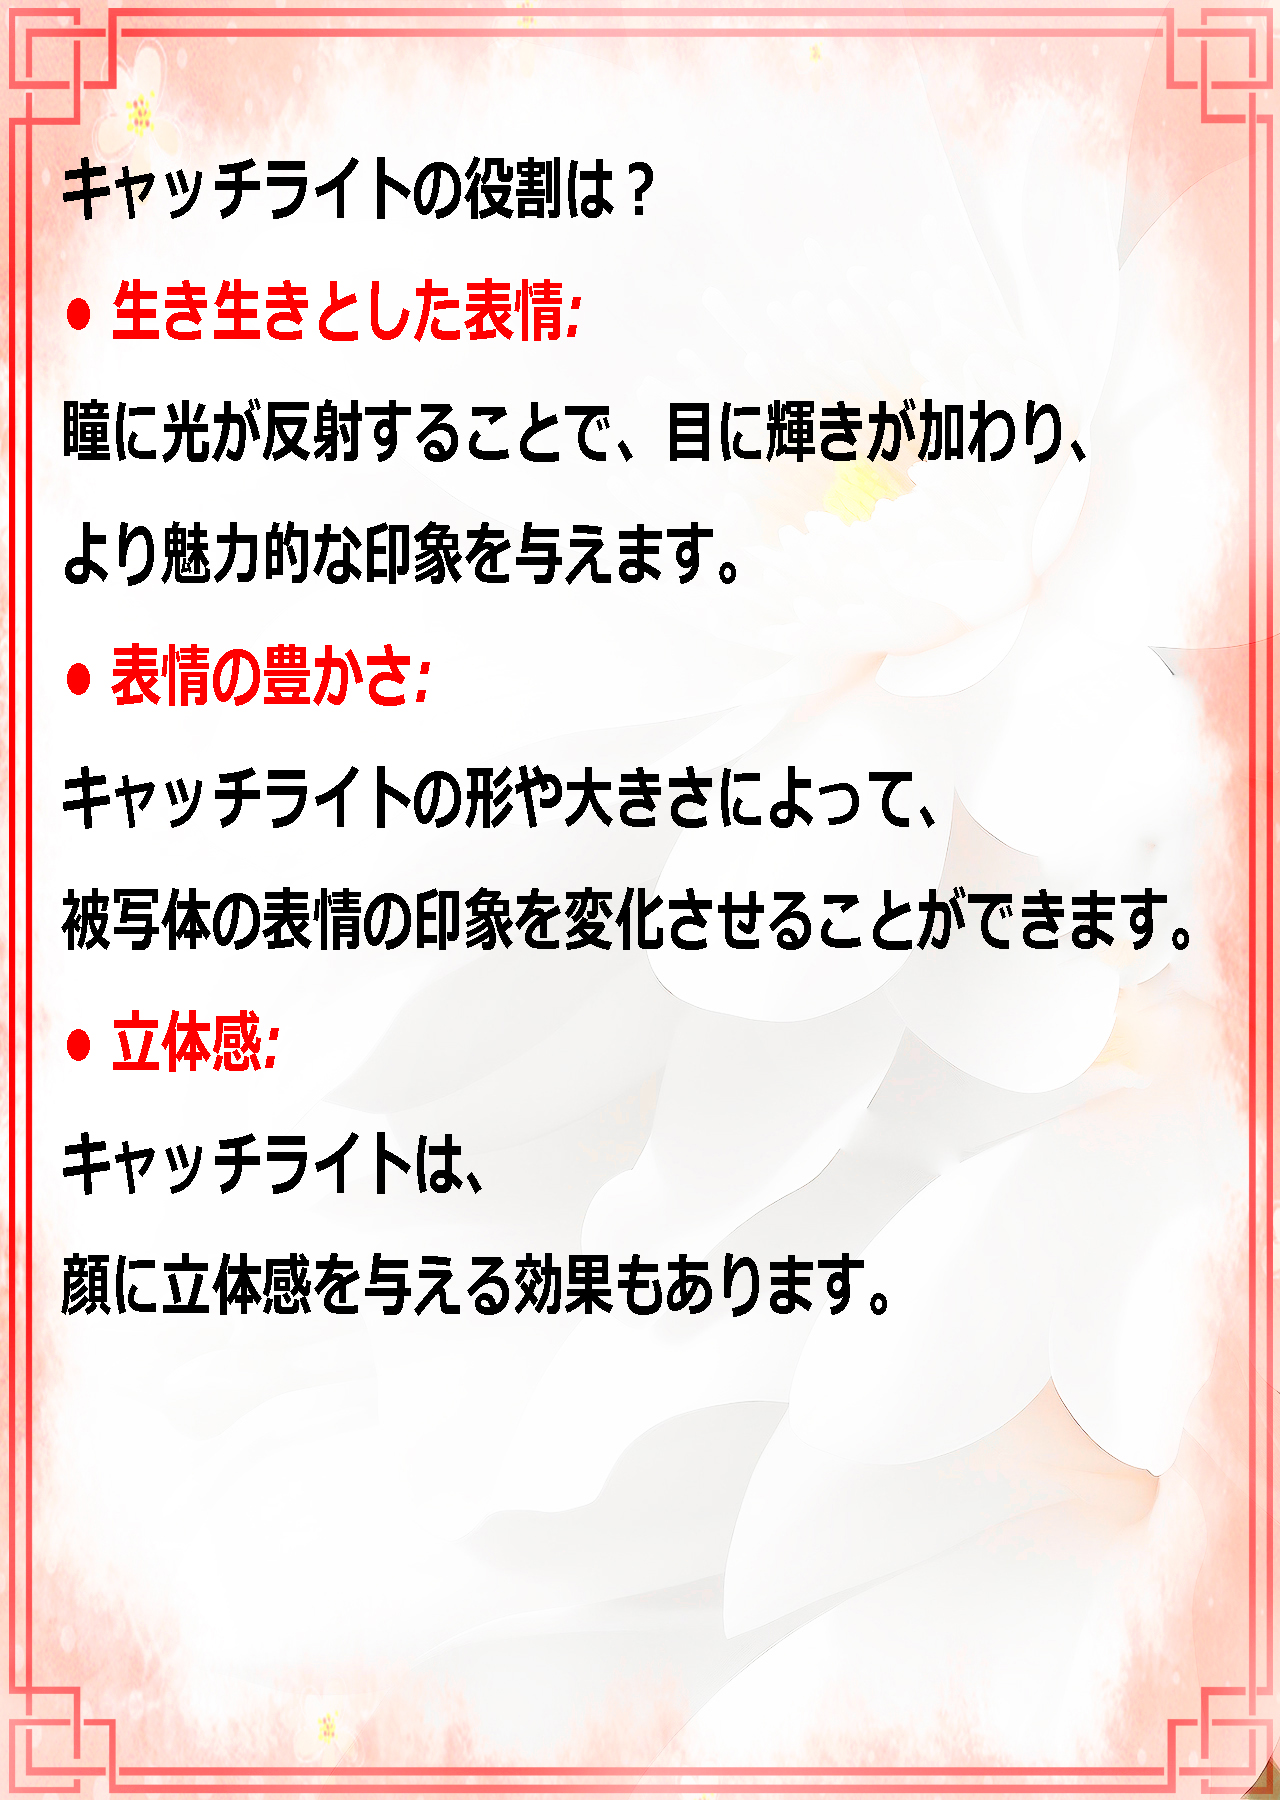 キャッチライトの役割は？
● 生き生きとした表情:
瞳に光が反射することで、目に輝きが加わり、
より魅力的な印象を与えます。
● 表情の豊かさ:
キャッチライトの形や大きさによって、
被写体の表情の印象を変化させることができます。
● 立体感:
キャッチライトは、
顔に立体感を与える効果もあります。